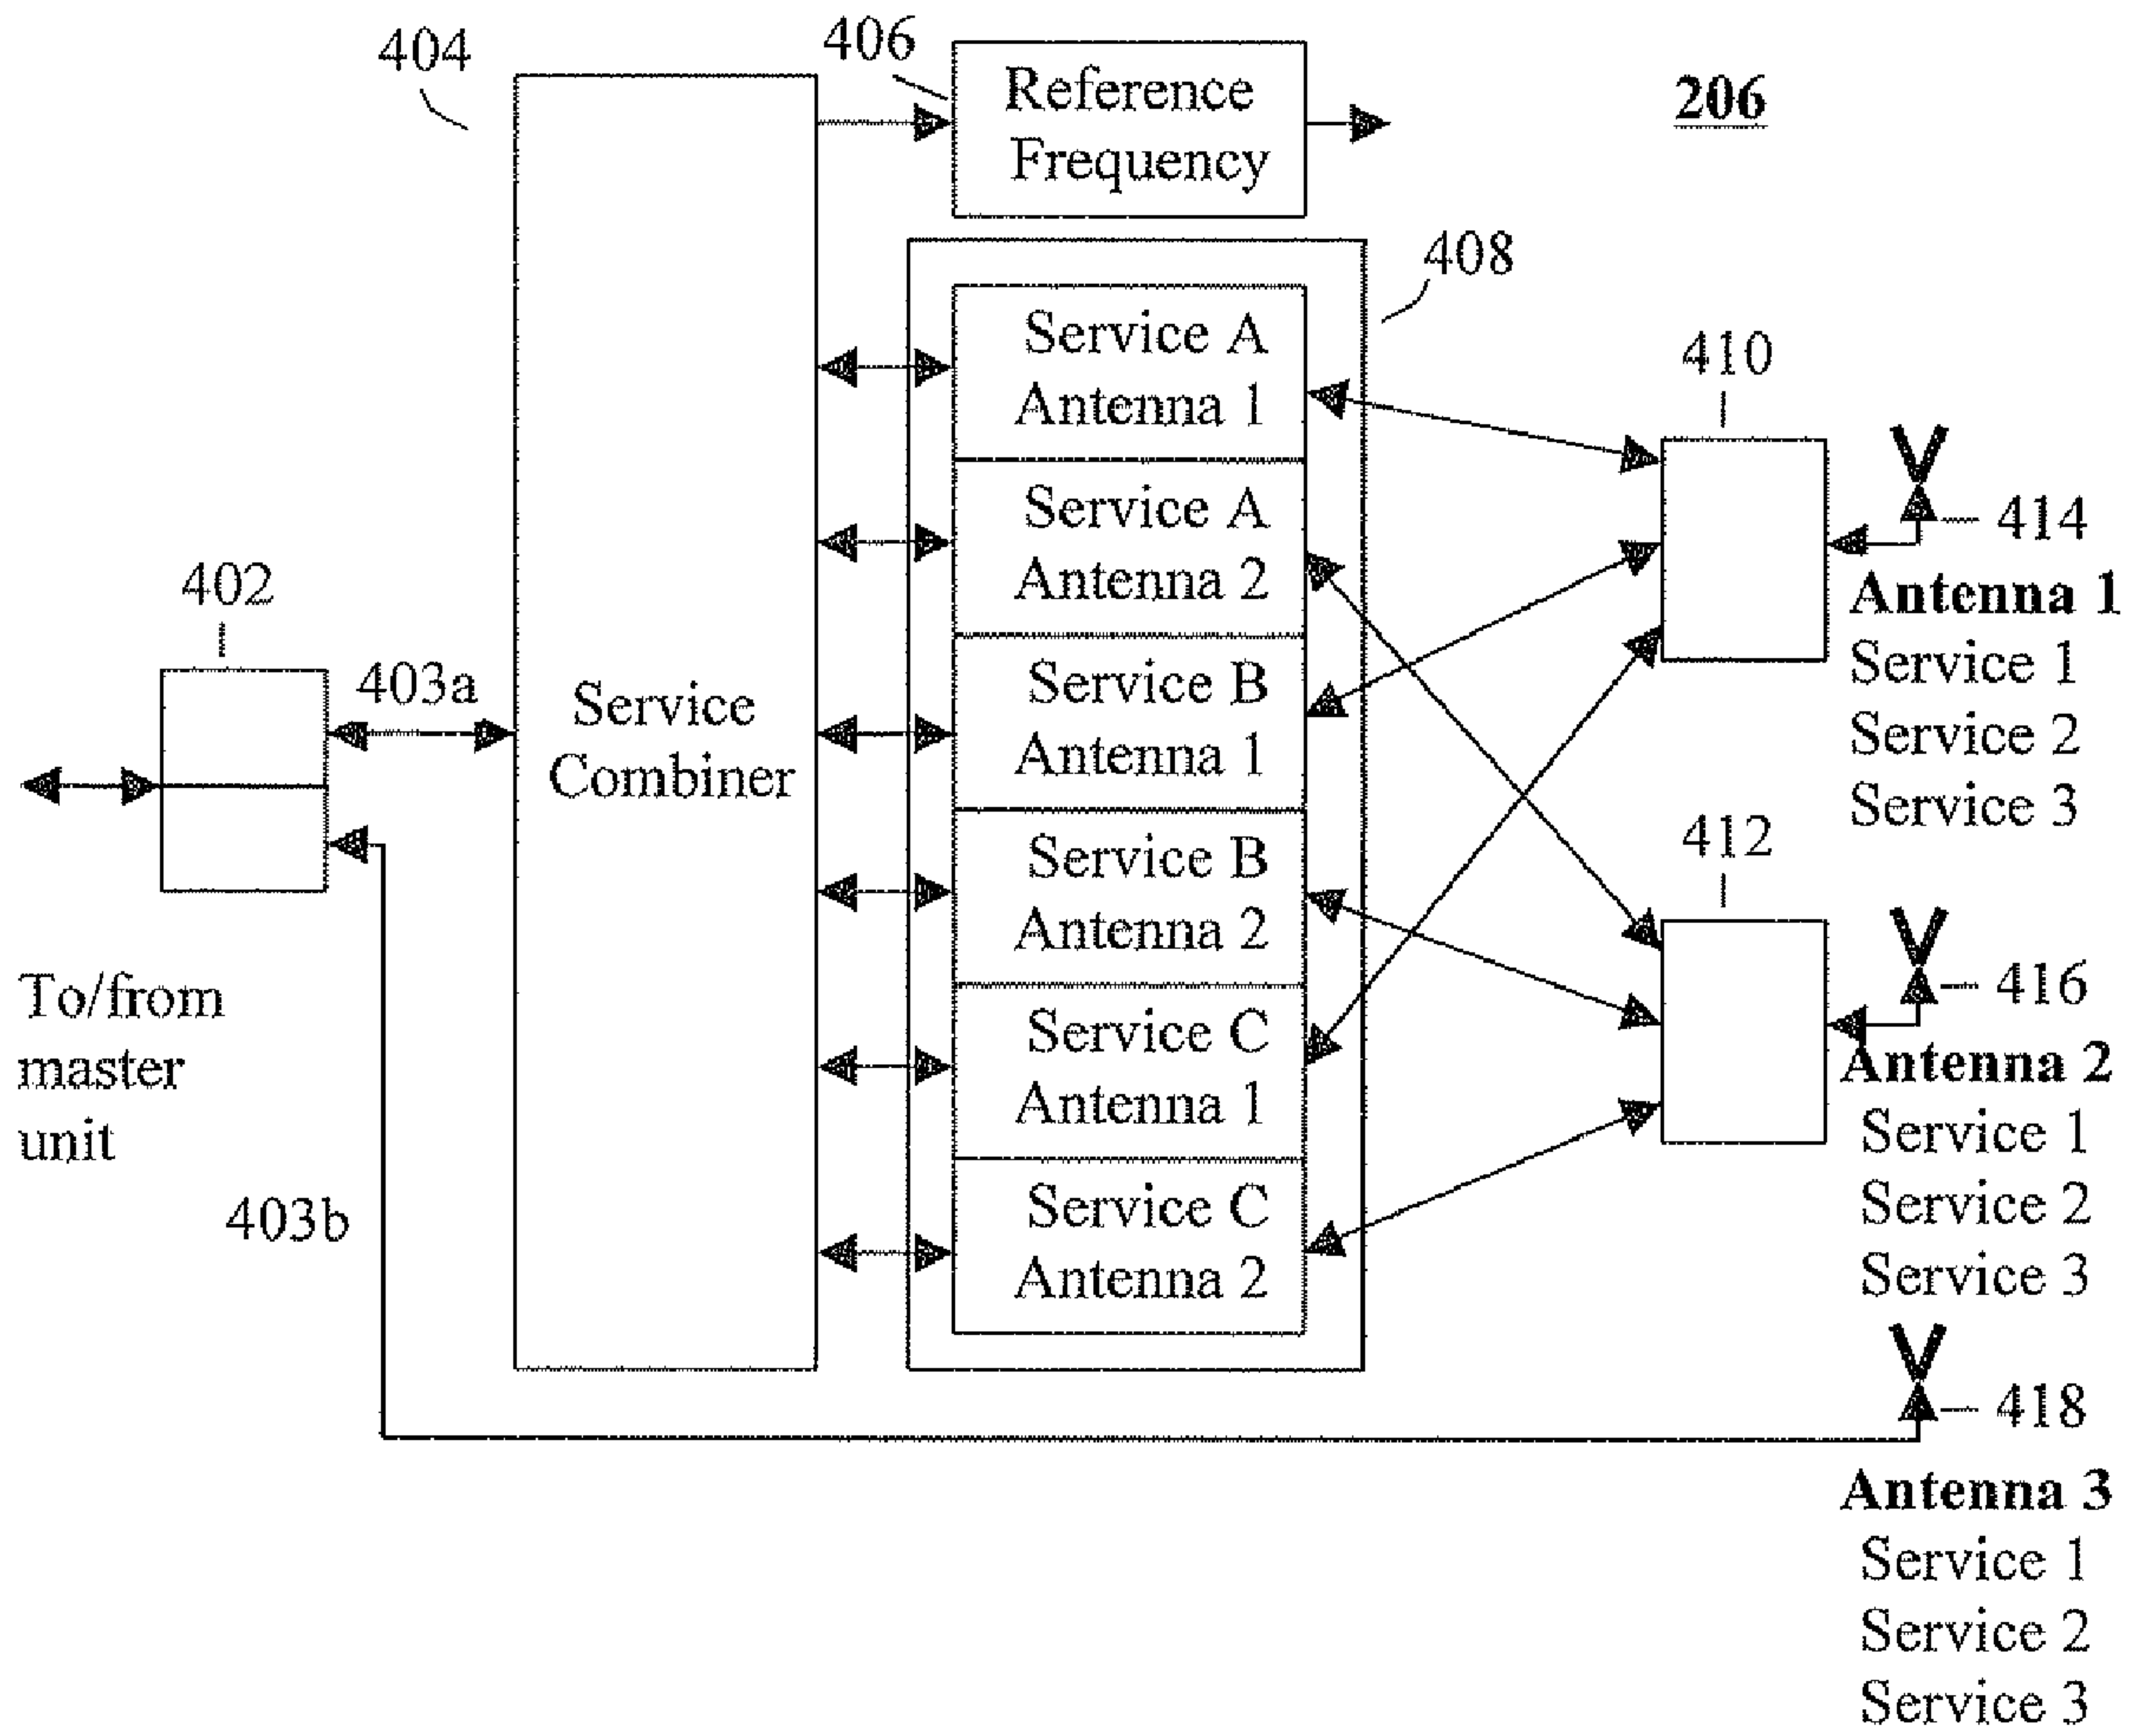 404
406
Reference
Frequency
206
408
Service A
Antenna 1
Service A
Antenna 2
Service B
Antenna 1
Service B
Antenna 2
Service C
Antenna 1
Service C
Antenna 2
410
414
Antenna 1
Service 1
Service 2
Service 3
402
403a
Service
Combiner
412
416
Antenna 2
Service 1
Service 2
Service 3
To/from
master
unit
403b
418
Antenna 3
Service 1
Service 2
Service 3